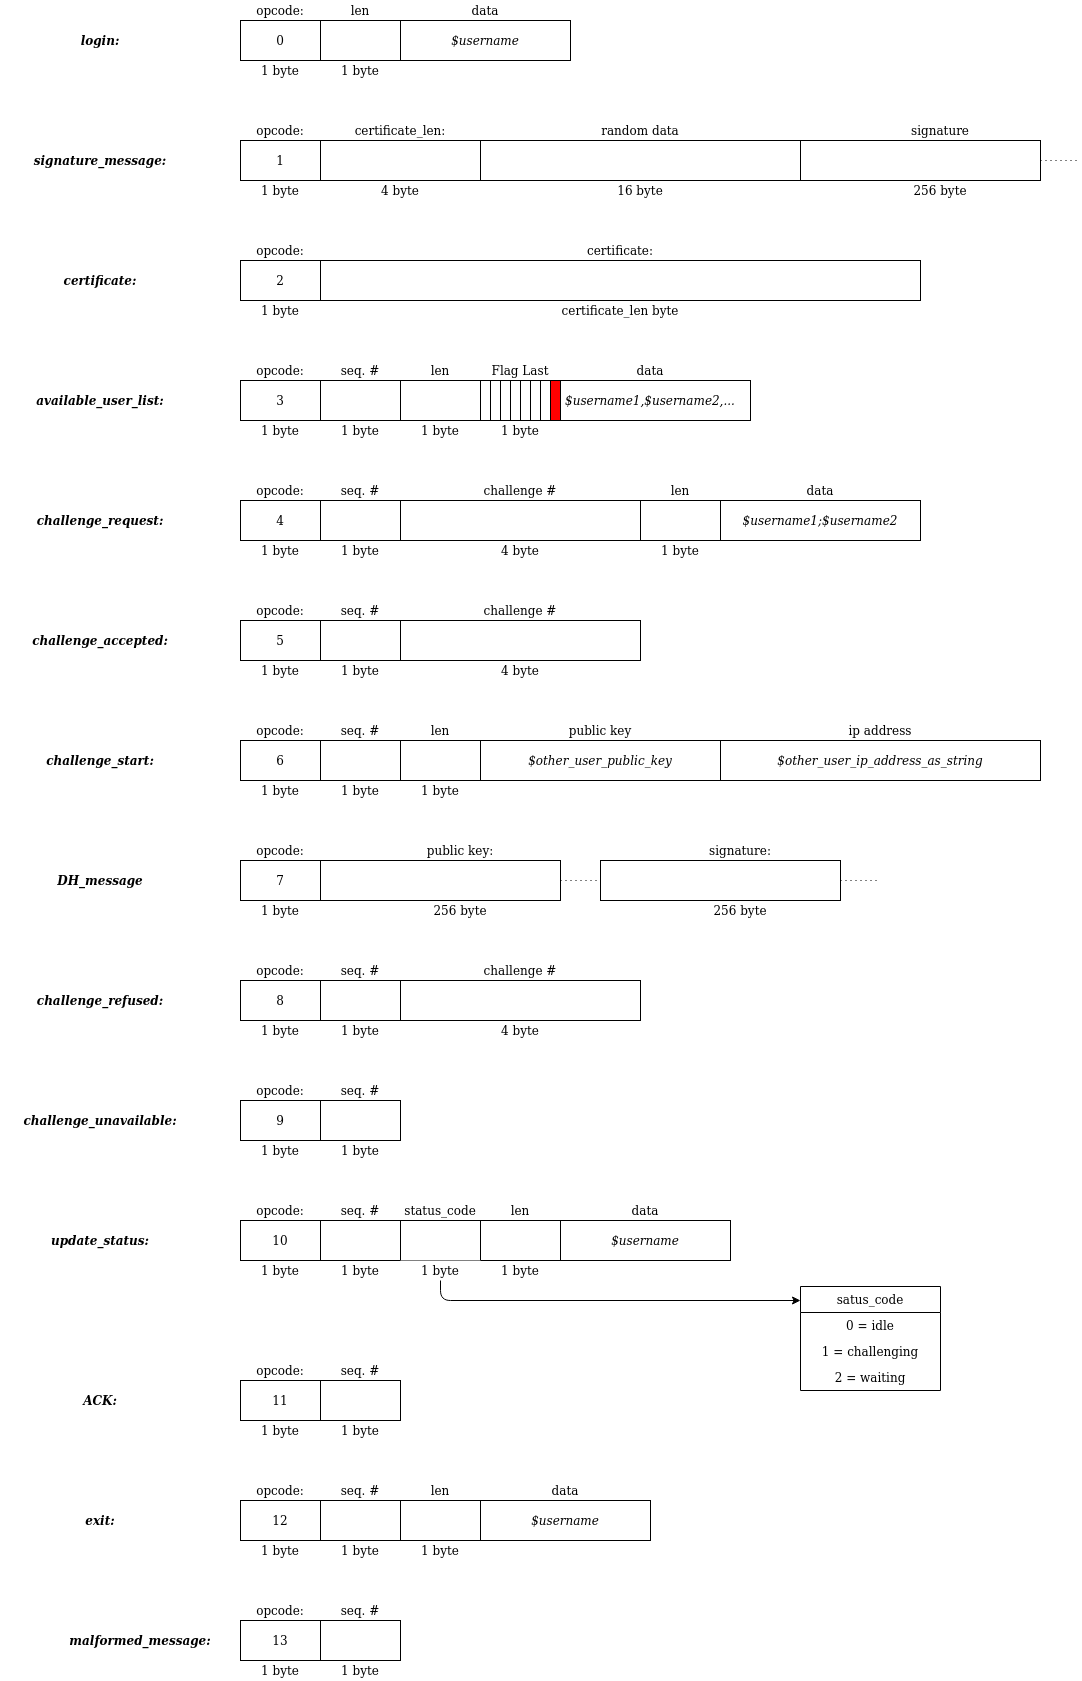 opcode: len data
login: 0 $username
1 byte 1 byte
opcode: certificate_len: random data signature
signature_message: 1
1 byte 4 byte 16 byte 256 byte
opcode: certificate:
certificate: 2
1 byte certificate_len byte
opcode: seq. # len Flag Last data
available_user_list: 3 $username1,$username2,...
1 byte 1 byte 1 byte 1 byte
opcode: seq. # challenge # len data
challenge_request: 4 $username1;$username2
1 byte 1 byte 4 byte 1 byte
opcode: seq. # challenge #
challenge_accepted: 5
1 byte 1 byte 4 byte
opcode: seq. # len public key ip address
challenge_start: 6 $other_user_public_key $other_user_ip_address_as_string
1 byte 1 byte 1 byte
opcode: public key: signature:
DH_message 7
1 byte 256 byte 256 byte
opcode: seq. # challenge #
challenge_refused: 8
1 byte 1 byte 4 byte
opcode: seq. #
challenge_unavailable: 9
1 byte 1 byte
opcode: seq. # status_code len data
update_status: 10 $username
1 byte 1 byte 1 byte 1 byte
satus_code
0 = idle
1 = challenging
2 = waiting
opcode: seq. #
ACK: 11
1 byte 1 byte
opcode: seq. # len data
exit: 12 $username
1 byte 1 byte 1 byte
opcode: seq. #
malformed_message: 13
1 byte 1 byte